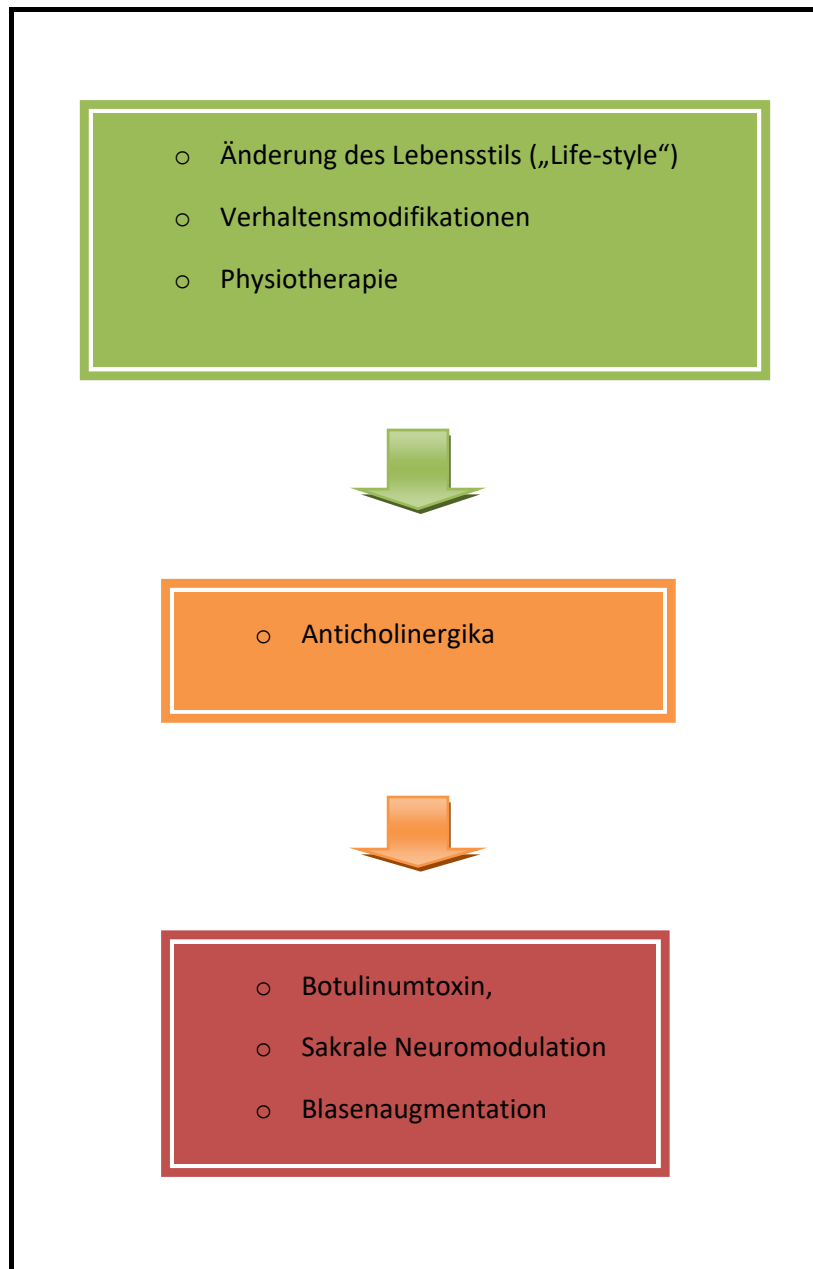 o Änderung des Lebensstils („Life-style“)
o Verhaltensmodifikationen
o Physiotherapie
o Anticholinergika
o Botulinumtoxin,
o Sakrale Neuromodulation
o Blasenaugmentation